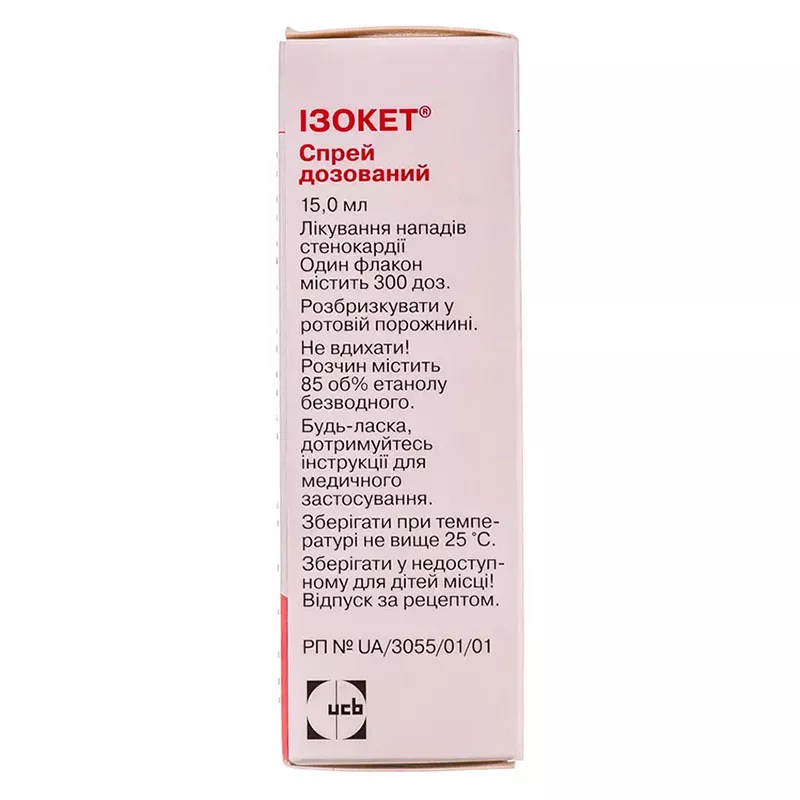 ІЗОКЕТ®
Спрей
дозований
15,0 мл
Лікування нападів
стенокардії
Один флакон
містить 300 доз.
Розбризкувати у
ротовій порожнині.
Не вдихати!
Розчин містить
85 об% етанолу
безводного.
Будь-ласка,
дотримуйтесь
інструкції для
медичного
застосування.
Зберігати при темпе-
ратурі не вище 25 °C.
Зберігати у недоступ-
ному для дітей місці!
Відпуск за рецептом.
РП № UA/3055/01/01
ucb